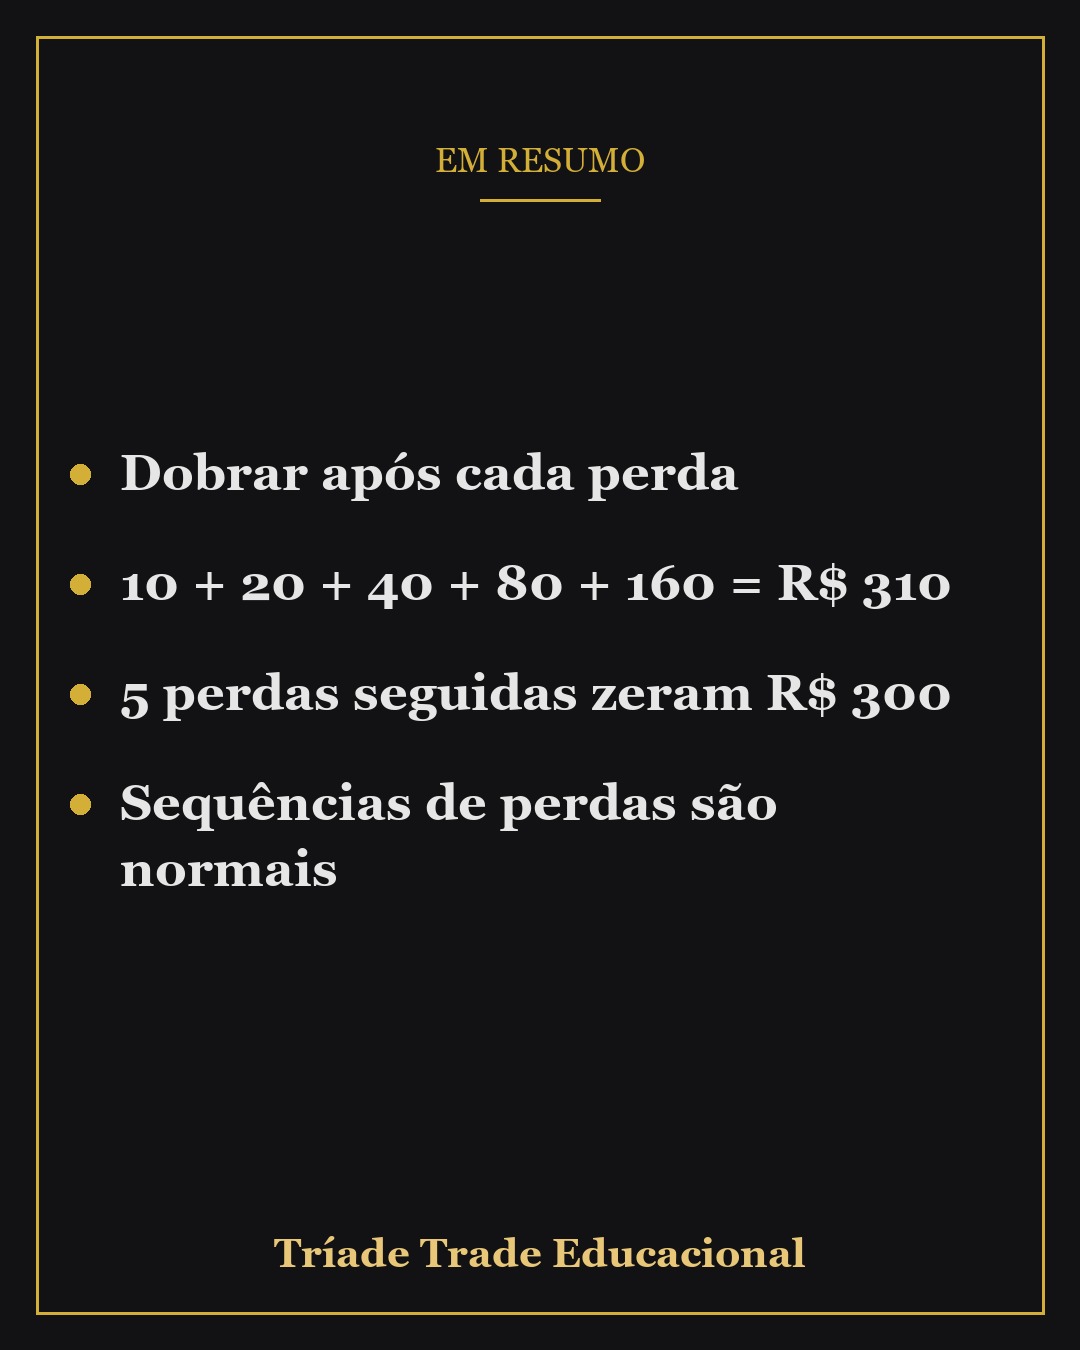 EM RESUMO
Dobrar após cada perda
10 + 20 + 40 + 80 + 160 = R$ 310
5 perdas seguidas zeram R$ 300
Sequências de perdas são
normais
Tríade Trade Educacional